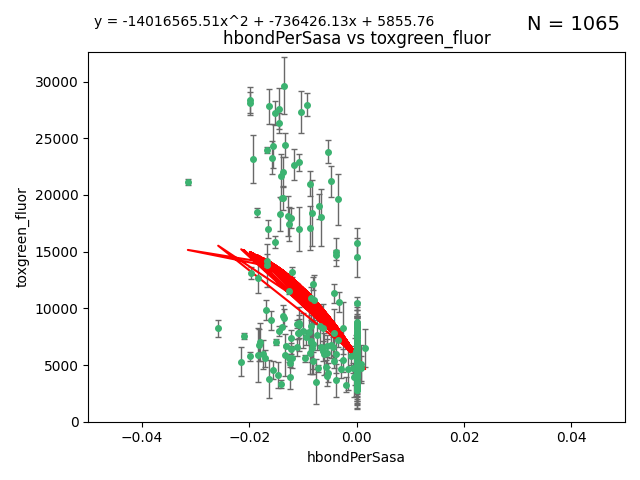 y = -14016565.51x^2 + -736426.13x + 5855.76
N = 1065
hbondPerSasa vs toxgreen_fluor
toxgreen_fluor
30000
25000
20000
15000
10000
5000
0
−0.04
−0.02
0.00
0.02
0.04
hbondPerSasa